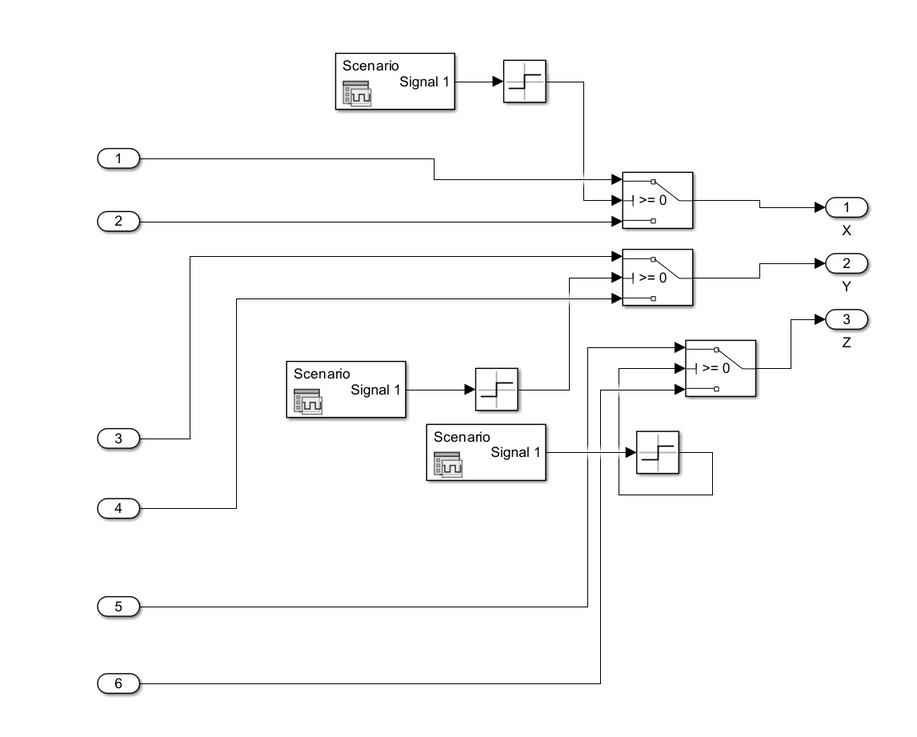 Scenario
Signal 1
1
2
>= 0
1
X
>= 0
2
Y
3
Z
>= 0
Scenario
Signal 1
Scenario
Signal 1
3
4
5
6